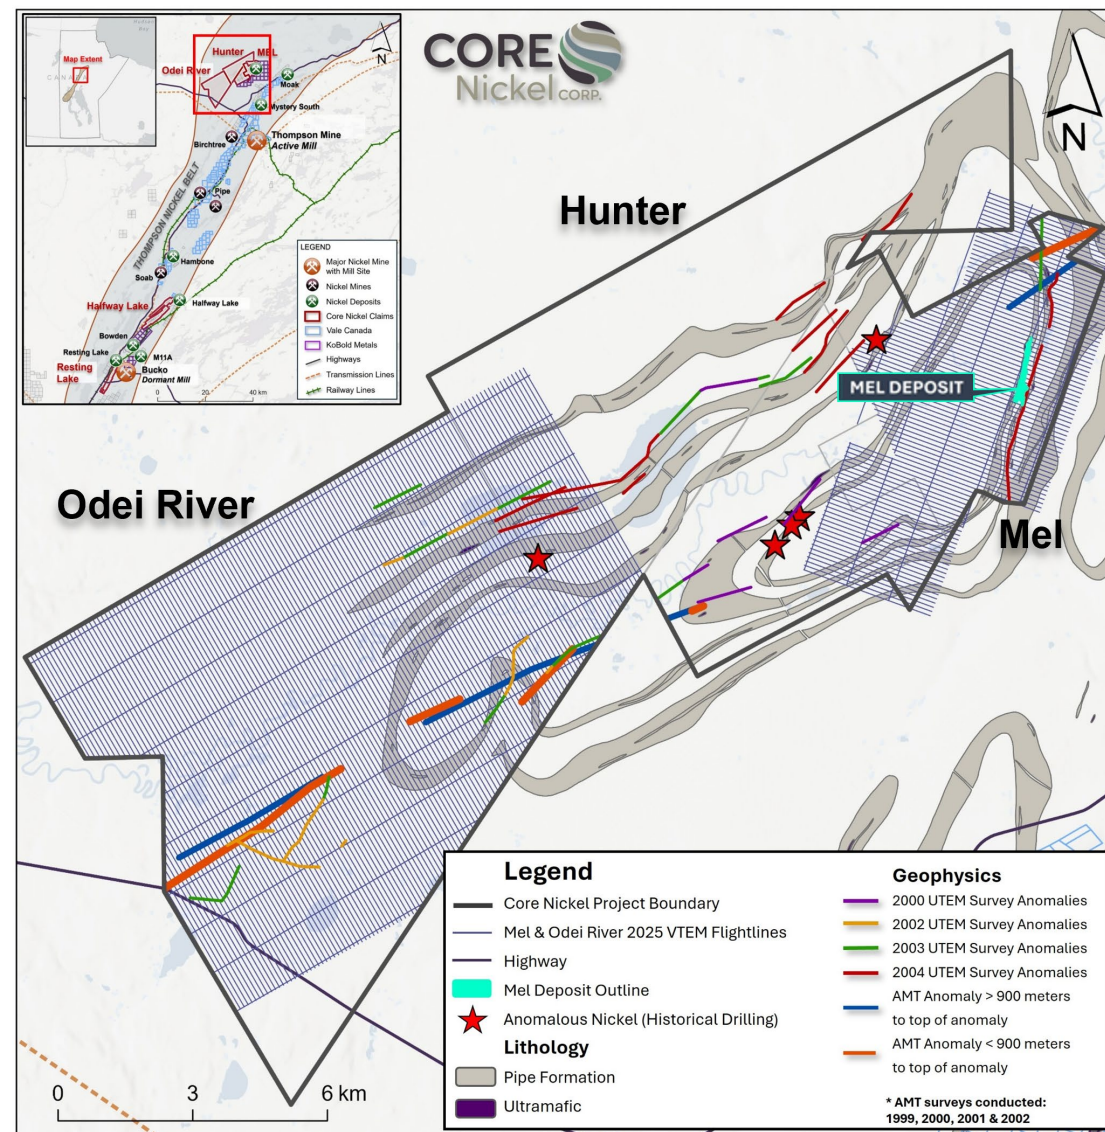 CORE
Nickel CORP.
N
Hunter
Odei River
Mel
MEL DEPOSIT
Map Extent
CANADA
Hunter
MEL
Odei River
Moak
Mystery South
Birchtree
Thompson Mine
Active Mill
THOMPSON NICKEL BELT
Pipe
Hambone
Soab
Halfway Lake
Halfway Lake
Bowden
Resting Lake
M11A
Bucko
Resting
Lake
Dormant Mill
0 20 40 km
N
LEGEND
Major Nickel Mine
with Mill Site
Nickel Mines
Nickel Deposits
Core Nickel Claims
Vale Canada
KoBold Metals
Highways
Transmission Lines
Railway Lines
0 3 6 km
Legend
Core Nickel Project Boundary
Mel & Odei River 2025 VTEM Flightlines
Highway
Mel Deposit Outline
Anomalous Nickel (Historical Drilling)
Lithology
Pipe Formation
Ultramafic
Geophysics
2000 UTEM Survey Anomalies
2002 UTEM Survey Anomalies
2003 UTEM Survey Anomalies
2004 UTEM Survey Anomalies
AMT Anomaly > 900 meters
to top of anomaly
AMT Anomaly < 900 meters
to top of anomaly
* AMT surveys conducted:
1999, 2000, 2001 & 2002